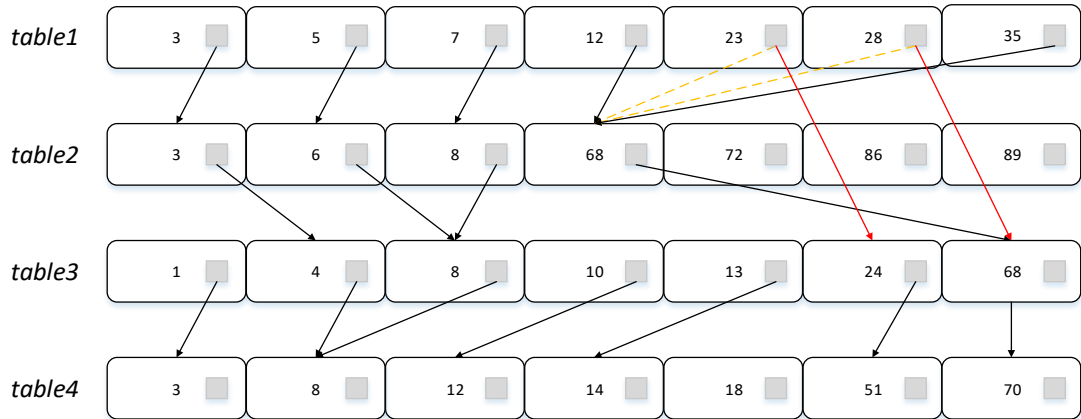 table1 3 5 7 12 23 28 35
table2 3 6 8 68 72 86 89
table3 1 4 8 10 13 24 68
table4 3 8 12 14 18 51 70